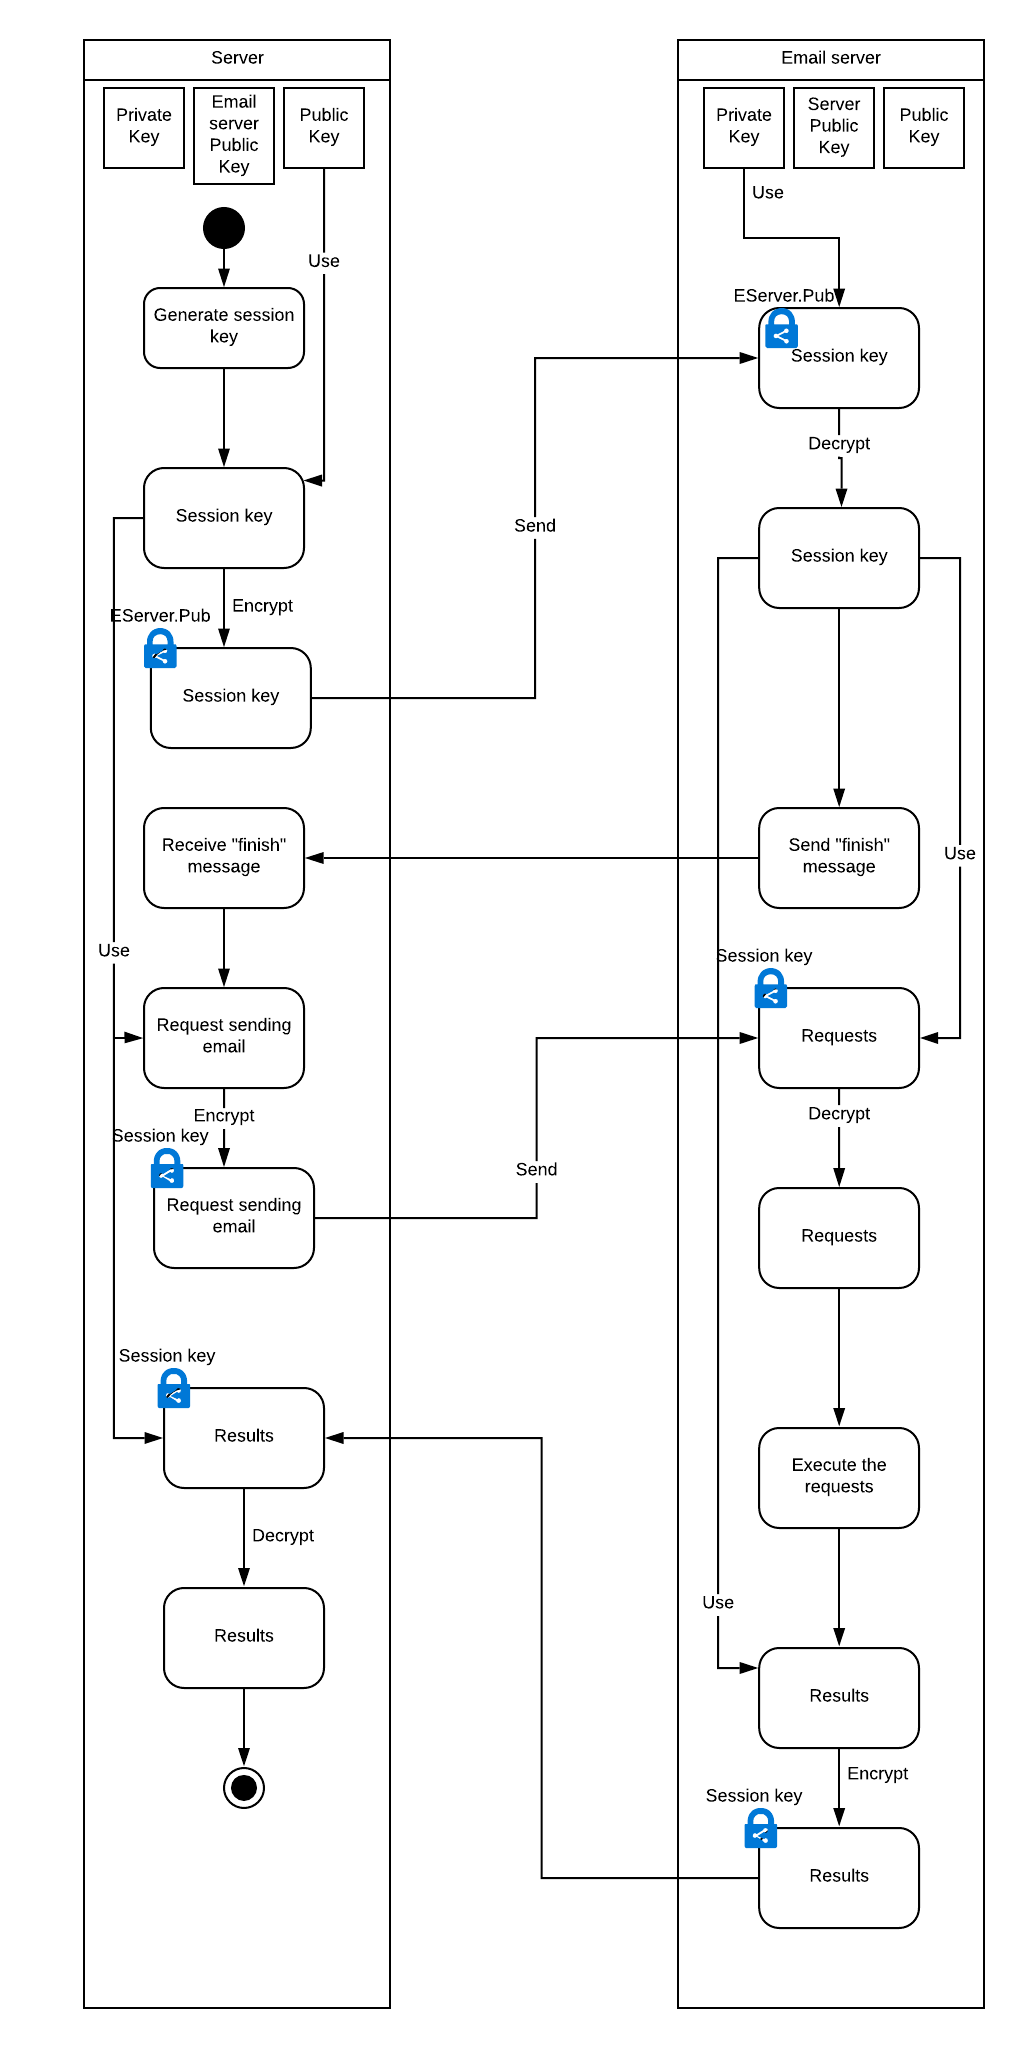 Server
Private
Key
Email
server
Public
Key
Public
Key
Use
Generate session
key
Session key
Encrypt
EServer.Pub
Session key
Receive "finish"
message
Use
Request sending
email
Encrypt
Session key
Request sending
email
Session key
Results
Decrypt
Results
Send
Send
Email server
Private
Key
Server
Public
Key
Public
Key
Use
EServer.Pub
Session key
Decrypt
Session key
Send "finish"
message
Use
Session key
Requests
Decrypt
Requests
Execute the
requests
Use
Results
Encrypt
Session key
Results